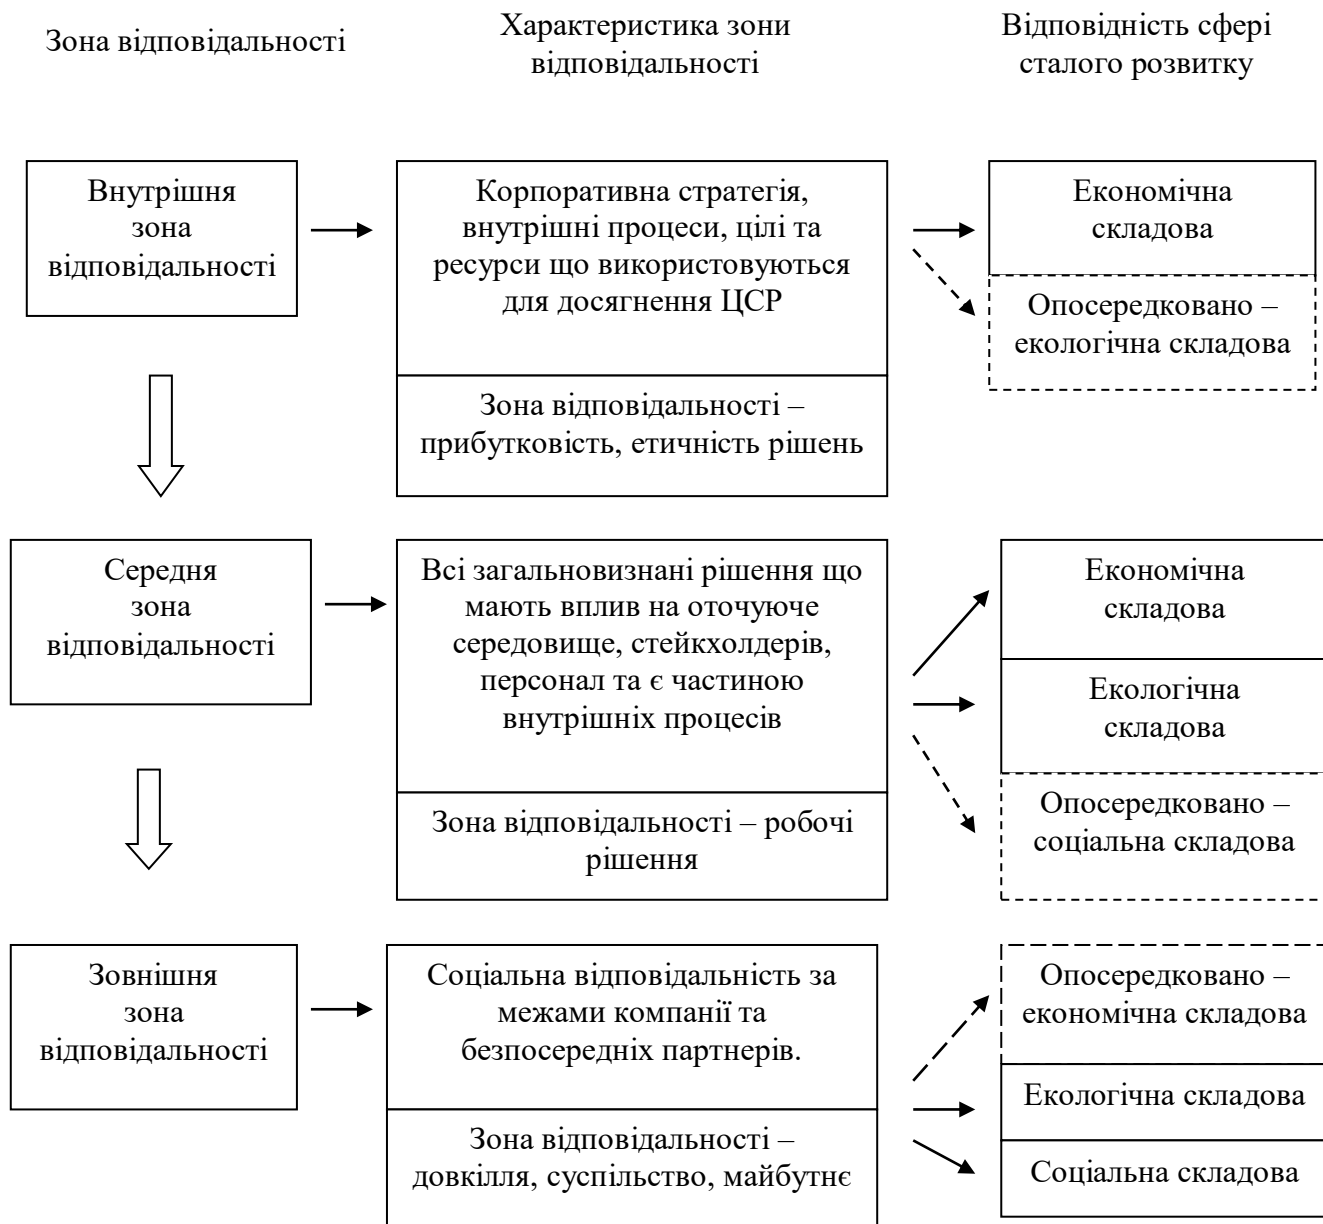 Зона відповідальності
Характеристика зони
відповідальності
Відповідність сфері
сталого розвитку
Внутрішня
зона
відповідальності
Корпоративна стратегія,
внутрішні процеси, цілі та
ресурси що використовуються
для досягнення ЦСР
Зона відповідальності –
прибутковість, етичність рішень
Економічна
складова
Опосередковано –
екологічна складова
Середня
зона
відповідальності
Всі загальновизнані рішення що
мають вплив на оточуюче
середовище, стейкхолдерів,
персонал та є частиною
внутрішніх процесів
Зона відповідальності – робочі
рішення
Економічна
складова
Екологічна
складова
Опосередковано –
соціальна складова
Зовнішня
зона
відповідальності
Соціальна відповідальність за
межами компанії та
безпосередніх партнерів.
Зона відповідальності –
довкілля, суспільство, майбутнє
Опосередковано –
економічна складова
Екологічна складова
Соціальна складова